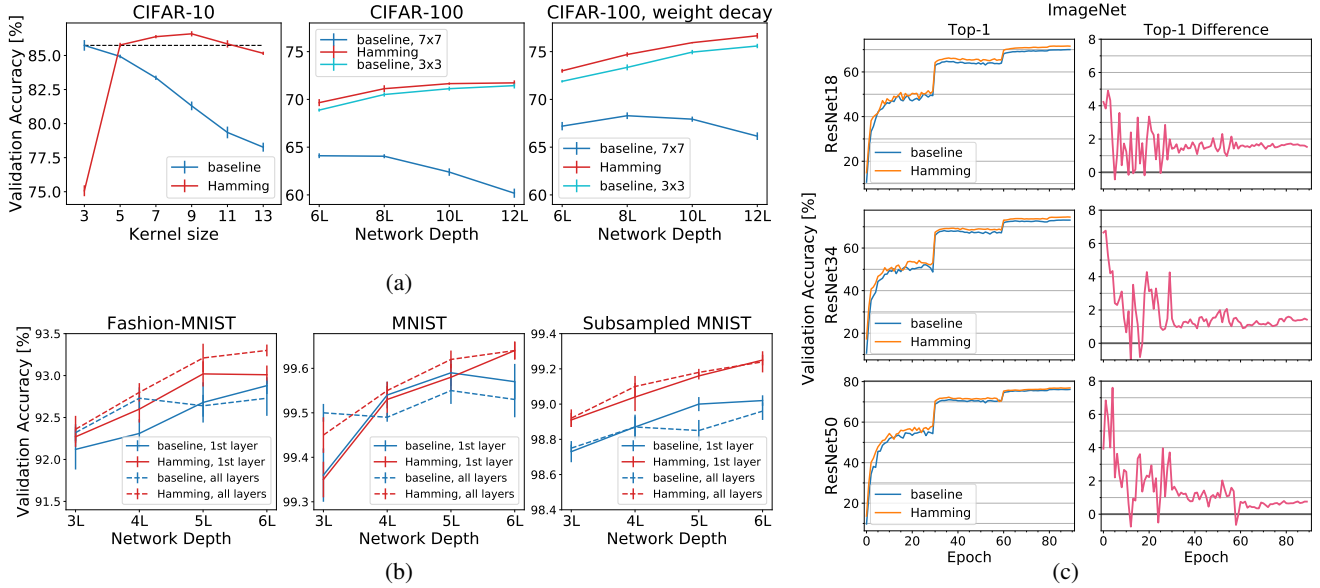 CIFAR-10
Validation Accuracy [%]
85.0
82.5
80.0
77.5
75.0
baseline
Hamming
3 5 7 9 11 13
Kernel size
CIFAR-100
75
70
65
60
baseline, 7x7
Hamming
baseline, 3x3
6L 8L 10L 12L
Network Depth
CIFAR-100, weight decay
75
70
65
60
baseline, 7x7
Hamming
baseline, 3x3
6L 8L 10L 12L
Network Depth
(a)
Fashion-MNIST
Validation Accuracy [%]
93.5
93.0
92.5
92.0
91.5
baseline, 1st layer
Hamming, 1st layer
baseline, all layers
Hamming, all layers
3L 4L 5L 6L
Network Depth
MNIST
99.6
99.5
99.4
99.3
baseline, 1st layer
Hamming, 1st layer
baseline, all layers
Hamming, all layers
3L 4L 5L 6L
Network Depth
Subsampled MNIST
99.4
99.2
99.0
98.8
98.6
98.4
baseline, 1st layer
Hamming, 1st layer
baseline, all layers
Hamming, all layers
3L 4L 5L 6L
Network Depth
(b)
ImageNet
Top-1
Top-1 Difference
Validation Accuracy [%]
ResNet18
60
40
20
baseline
Hamming
8
6
4
2
0
ResNet34
60
40
20
baseline
Hamming
8
6
4
2
0
ResNet50
80
60
40
20
baseline
Hamming
0 20 40 60 80
Epoch
8
6
4
2
0
0 20 40 60 80
Epoch
(c)